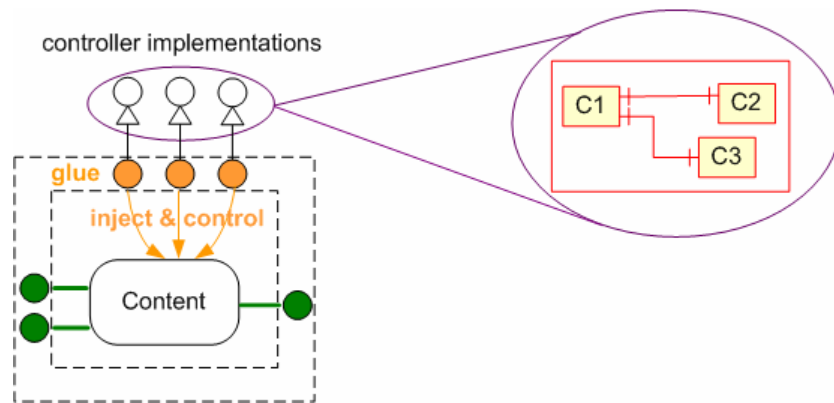 controller implementations
C1
C2
C3
glue
inject & control
Content